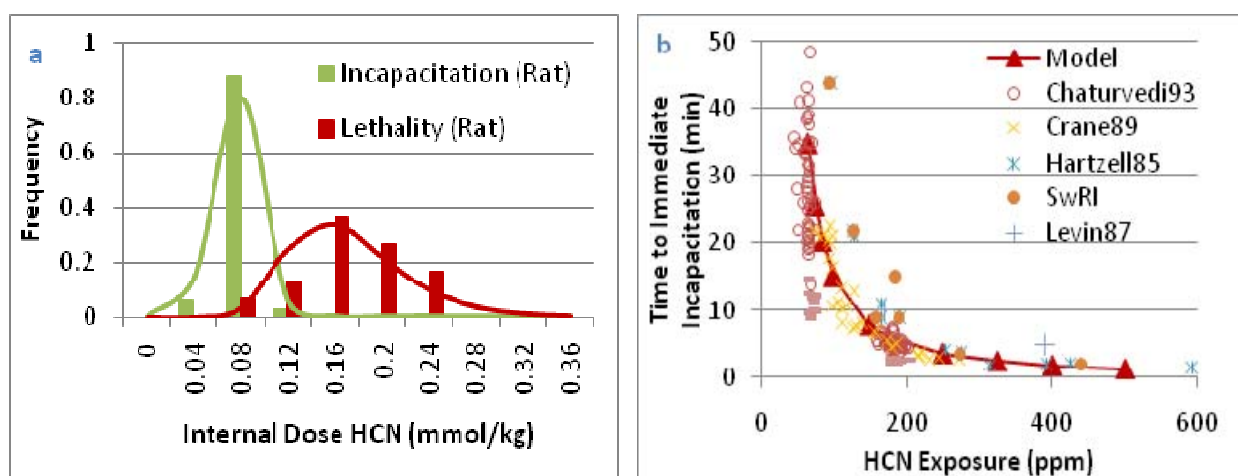 a
1
0.8
0.6
0.4
0.2
0
Frequency
Incapacitation (Rat)
Lethality (Rat)
0
0.04
0.08
0.12
0.16
0.2
0.24
0.28
0.32
0.36
Internal Dose HCN (mmol/kg)
b
50
40
30
20
10
0
Time to Immediate
Incapacitation (min)
Model
Chaturvedi93
Crane89
Hartzell85
SwRI
Levin87
0
200
400
600
HCN Exposure (ppm)